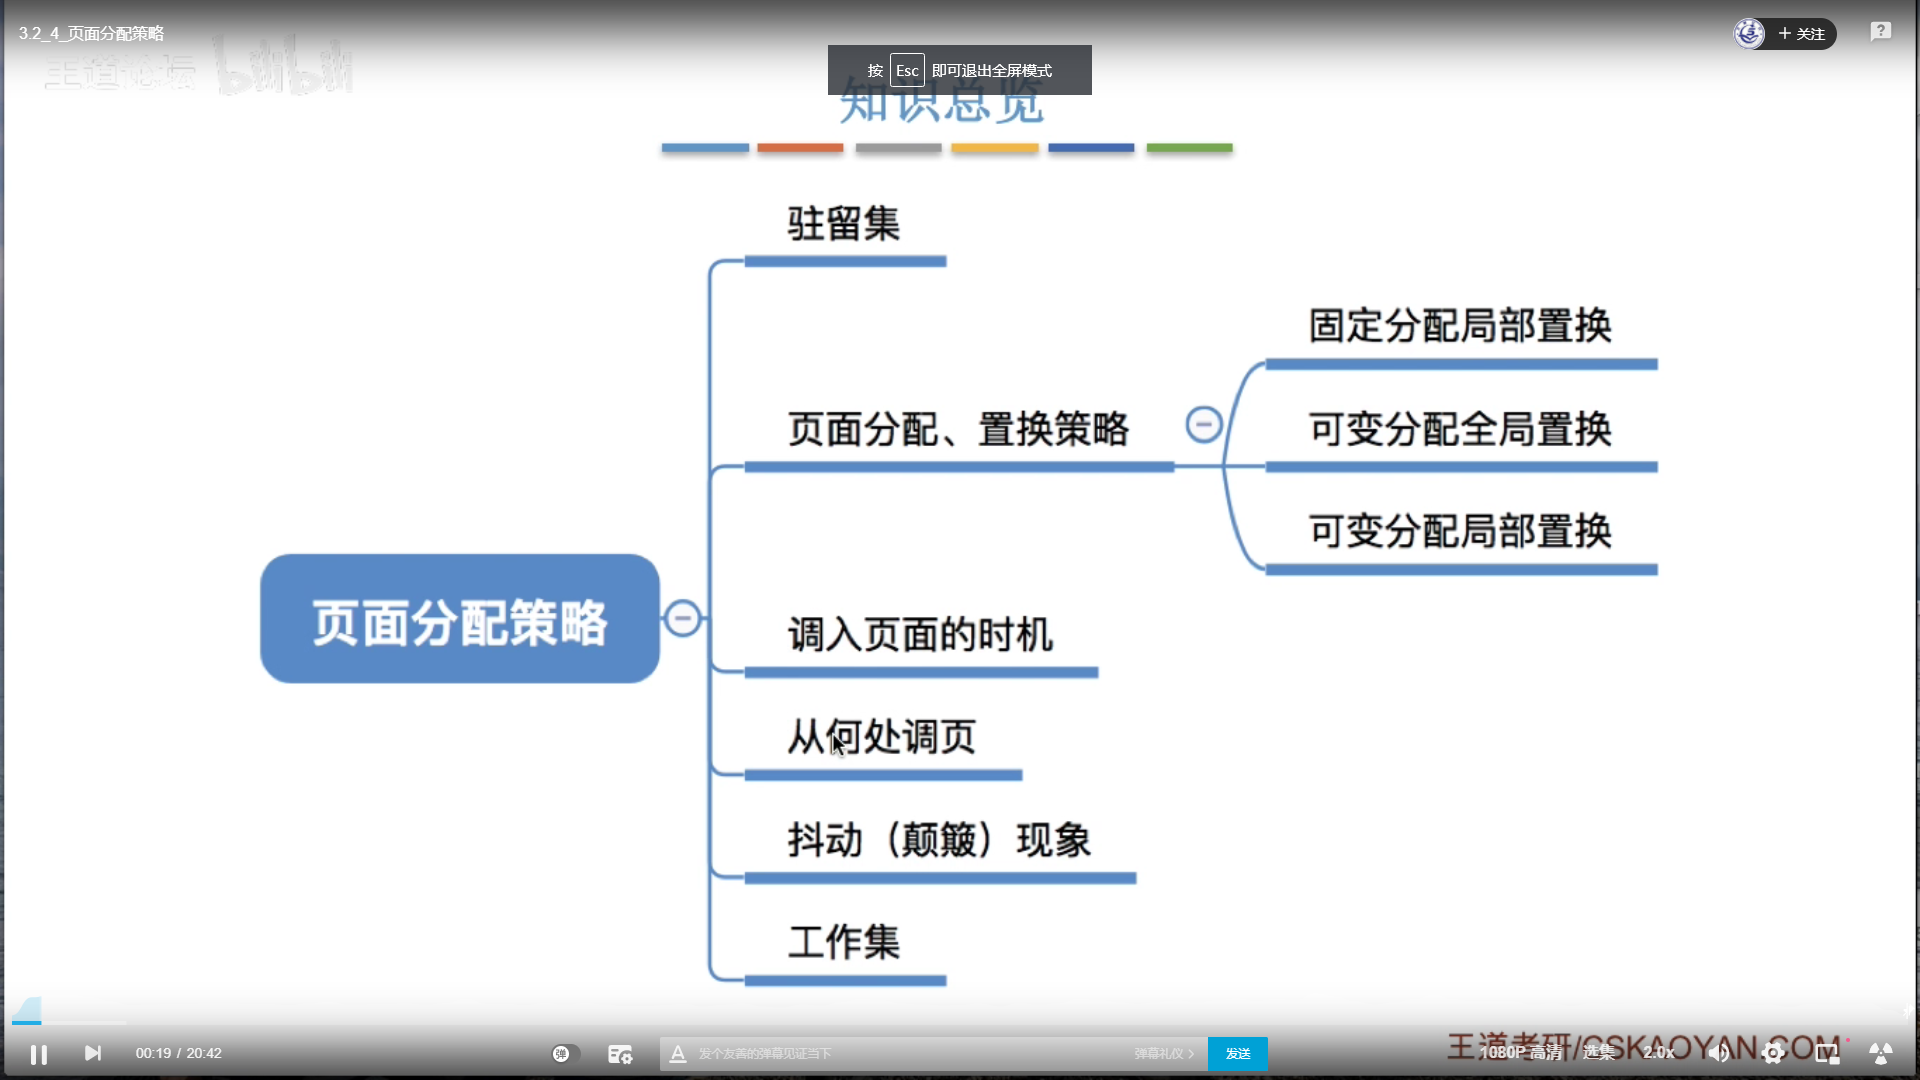 3.2_4_页面分配策略
+ 关注
王道论坛 bilibili
按 Esc 即可退出全屏模式
知识总览
驻留集
固定分配局部置换
页面分配、置换策略
可变分配全局置换
可变分配局部置换
页面分配策略
调入页面的时机
从何处调页
抖动（颠簸）现象
工作集
王道考研/CSKAOYAN.COM
00:19 / 20:42
弹
发个友善的弹幕见证当下
弹幕礼仪 >
发送
1080P 高清
选集
2.0x